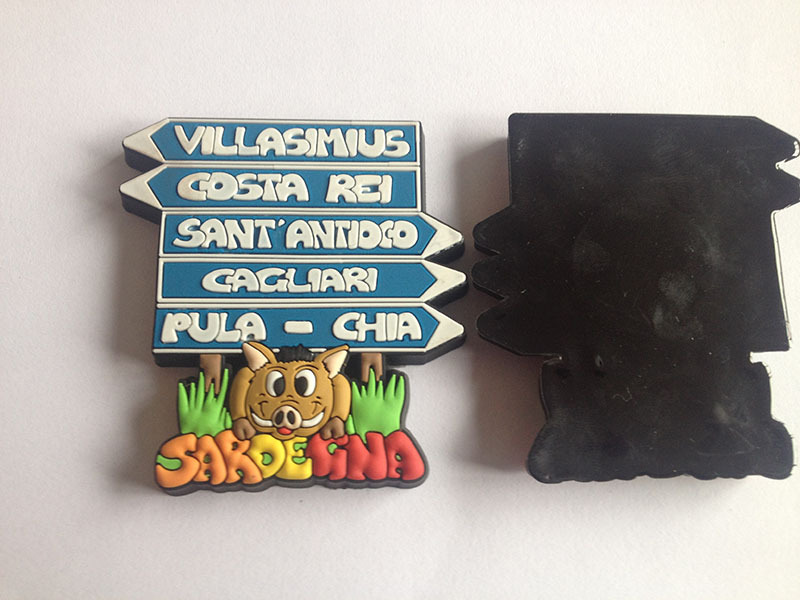 VILLASIMIUS
COSTA REI
SANT'ANTIOCO
CAGLIARI
PULA - CHIA
SARDEGNA